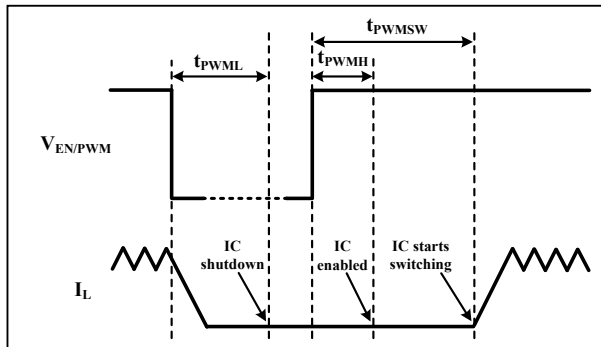 tPWMSW
tPWML
tPWMH
VEN/PWM
IC
shutdown
IC
enabled
IC starts
switching
IL